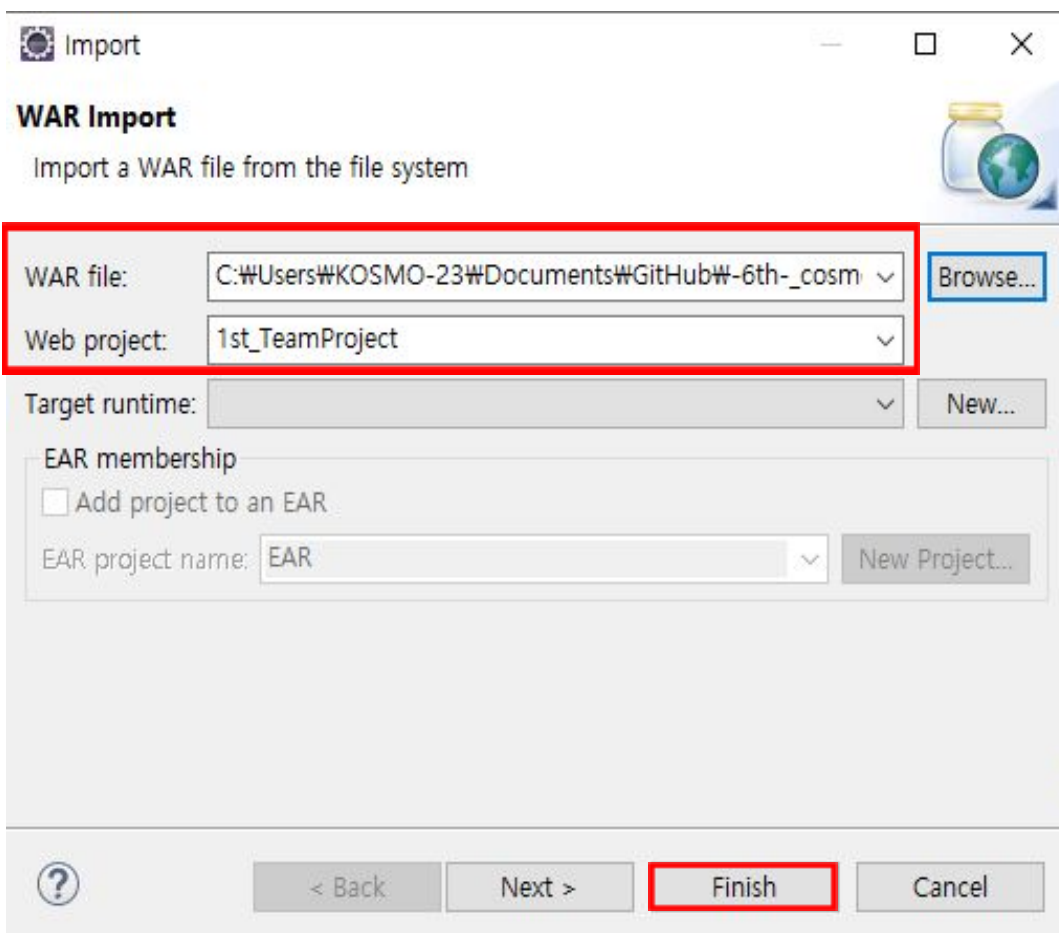 Import
WAR Import
Import a WAR file from the file system
WAR file: C:₩Users₩KOSMO-23₩Documents₩GitHub₩-6th-_cosm Browse...
Web project: 1st_TeamProject
Target runtime: New...
EAR membership
Add project to an EAR
EAR project name: EAR New Project...
? < Back Next > Finish Cancel